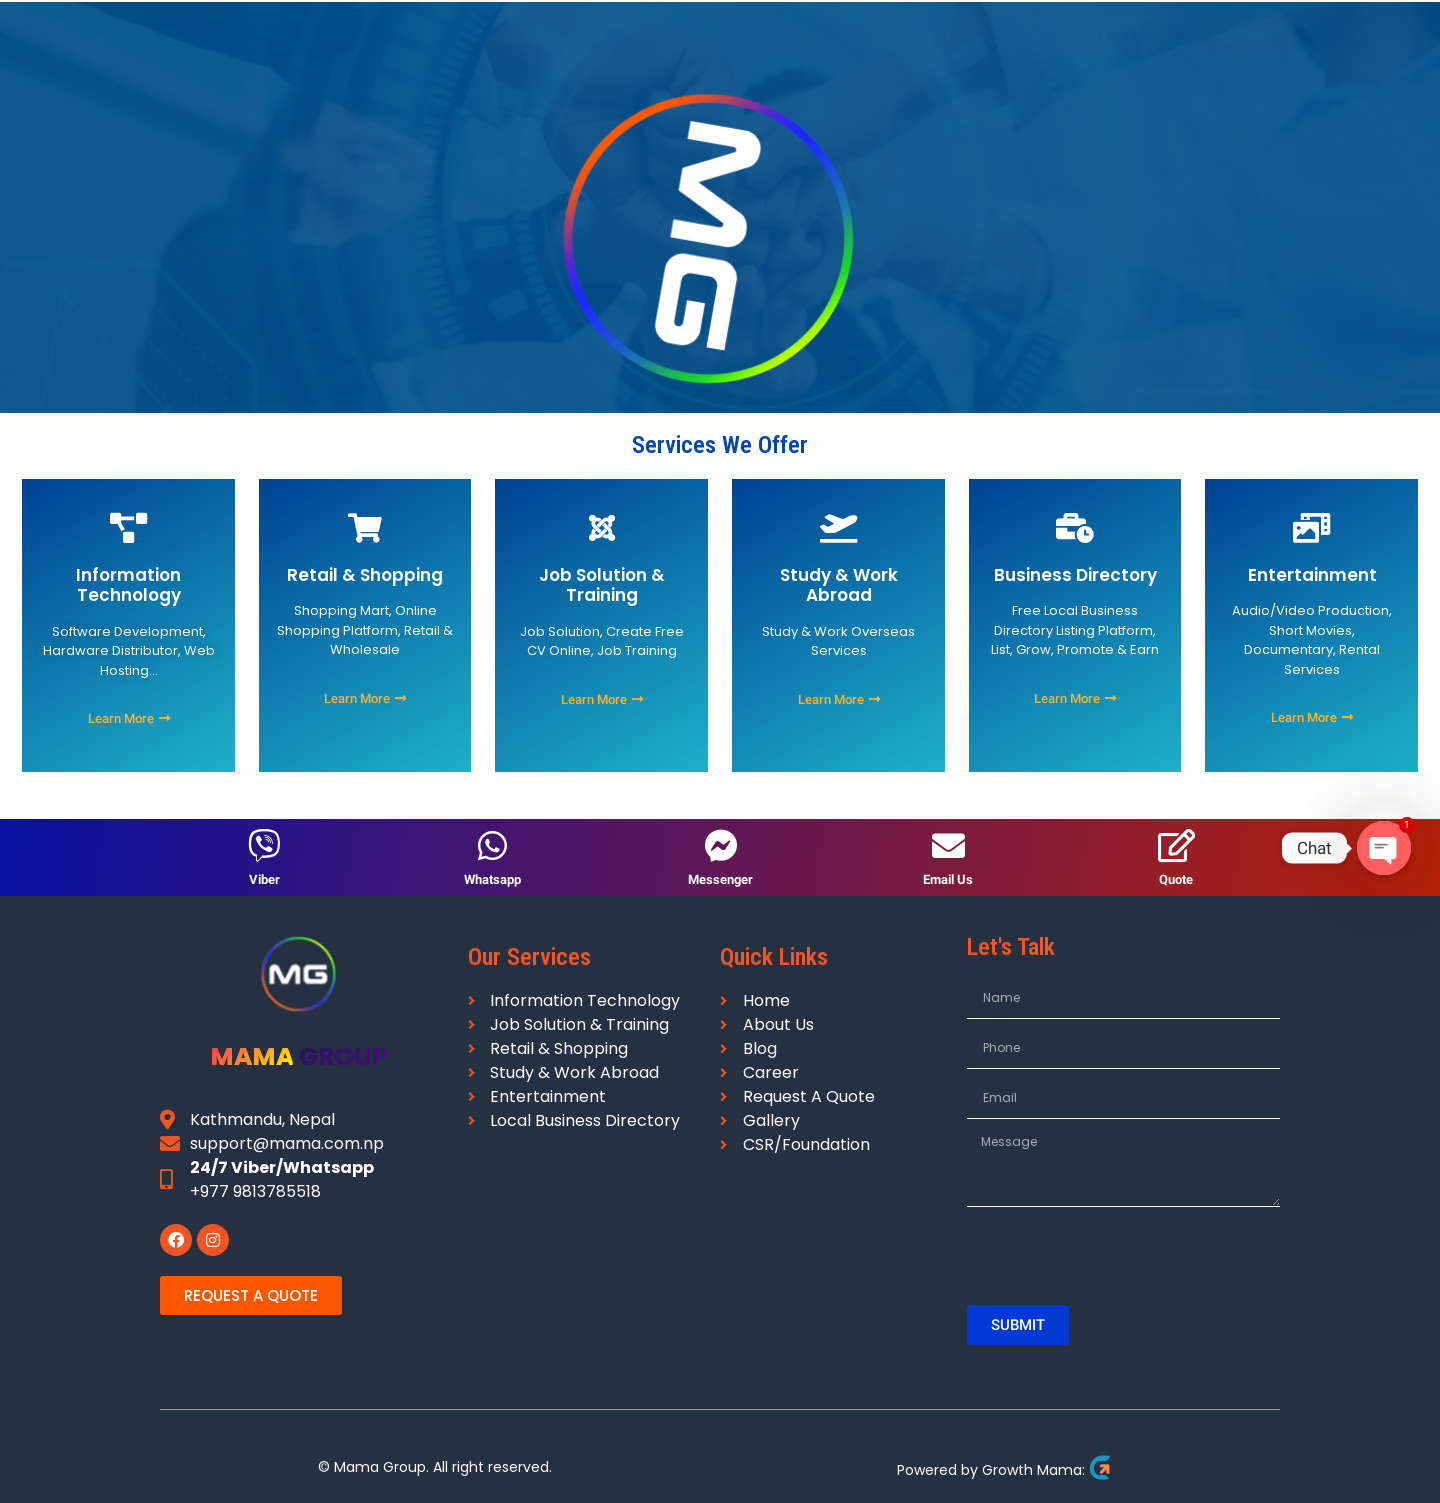 MG
Services We Offer
Information
Technology
Software Development,
Hardware Distributor, Web
Hosting...
Learn More
Retail & Shopping
Shopping Mart, Online
Shopping Platform, Retail &
Wholesale
Learn More
Job Solution &
Training
Job Solution, Create Free
CV Online, Job Training
Learn More
Study & Work
Abroad
Study & Work Overseas
Services
Learn More
Business Directory
Free Local Business
Directory Listing Platform,
List, Grow, Promote & Earn
Learn More
Entertainment
Audio/Video Production,
Short Movies,
Documentary, Rental
Services
Learn More
Viber
Whatsapp
Messenger
Email Us
Quote
Chat
1
MG
MAMA GROUP
Kathmandu, Nepal
support@mama.com.np
24/7 Viber/Whatsapp
+977 9813785518
REQUEST A QUOTE
Our Services
Information Technology
Job Solution & Training
Retail & Shopping
Study & Work Abroad
Entertainment
Local Business Directory
Quick Links
Home
About Us
Blog
Career
Request A Quote
Gallery
CSR/Foundation
Let's Talk
Name
Phone
Email
Message
SUBMIT
© Mama Group. All right reserved.
Powered by Growth Mama: